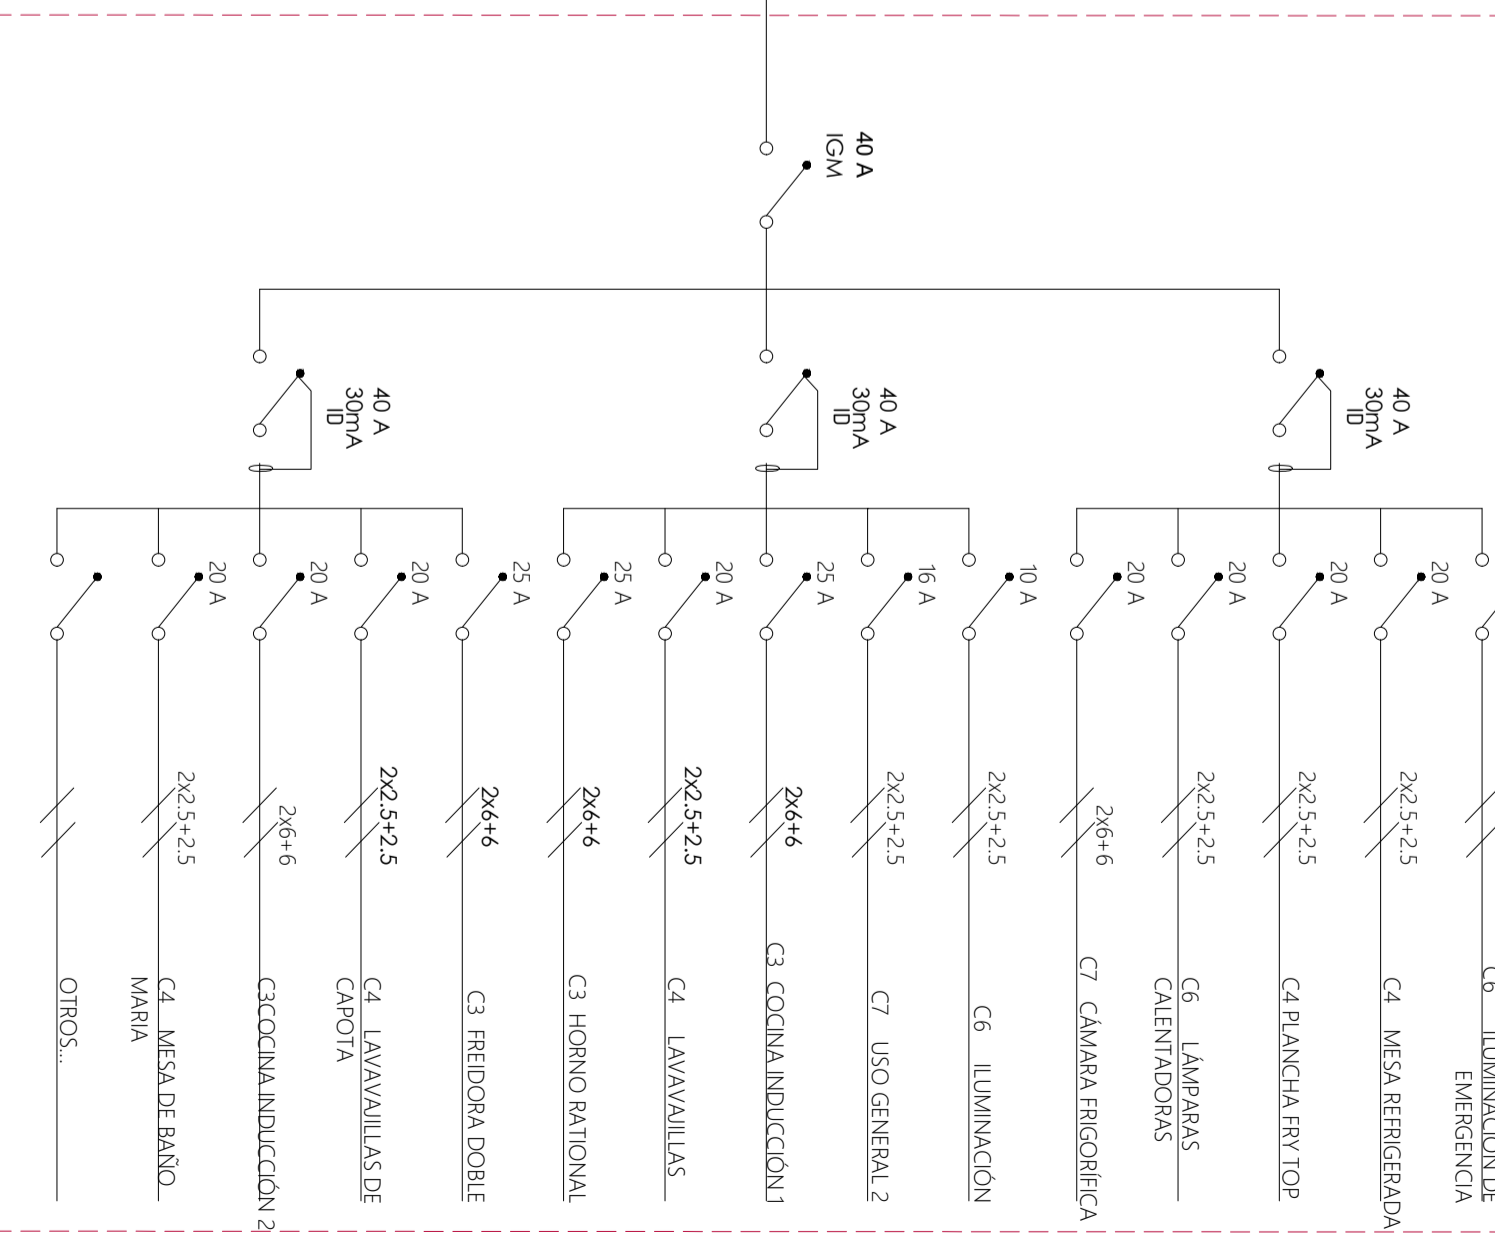 40 A
IGM
40 A
30mA
ID
40 A
30mA
ID
40 A
30mA
ID
20 A
20 A
20 A
25 A
25 A
20 A
25 A
16 A
10 A
20 A
20 A
20 A
20 A
2x2.5+2.5
2x6+6
2x2.5+2.5
2x6+6
2x6+6
2x2.5+2.5
2x6+6
2x2.5+2.5
2x2.5+2.5
2x6+6
2x2.5+2.5
2x2.5+2.5
2x2.5+2.5
OTROS...
C4 MESA DE BAÑO
MARIA
C3COCINA INDUCCIÓN 2
C4 LAVAVAJILLAS DE
CAPOTA
C3 FREIDORA DOBLE
C3 HORNO RATIONAL
C4 LAVAVAJILLAS
C3 COCINA INDUCCIÓN 1
C7 USO GENERAL 2
C6 ILUMINACIÓN
C7 CÁMARA FRIGORÍFICA
C6 LÁMPARAS
CALENTADORAS
C4 PLANCHA FRY TOP
C4 MESA REFRIGERADA
C6 ILUMINACIÓN DE
EMERGENCIA